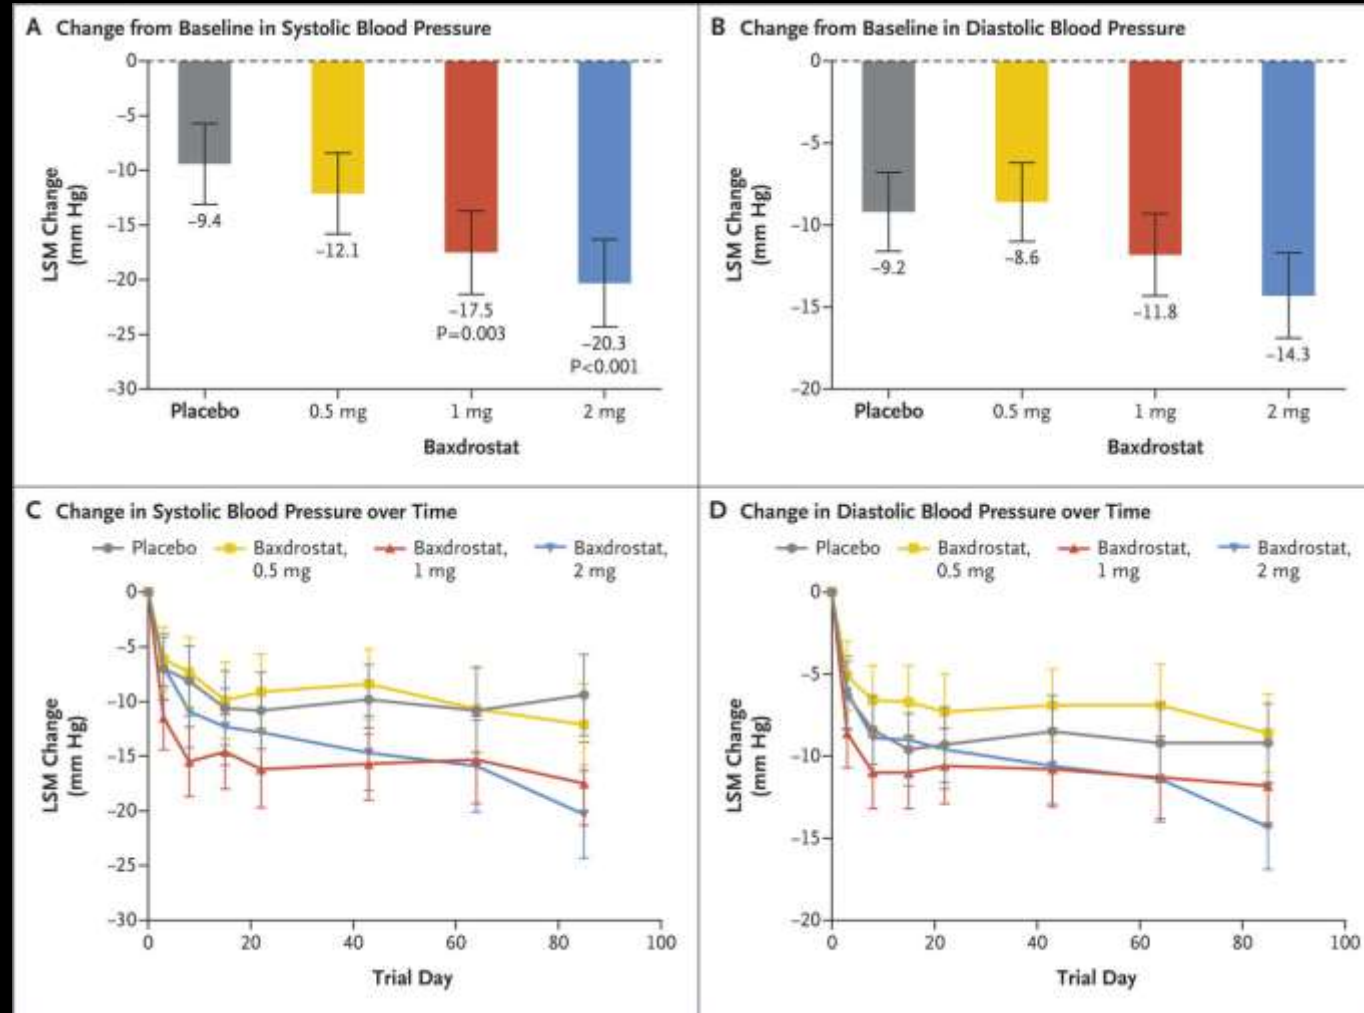 A Change from Baseline in Systolic Blood Pressure
0
–5
–10
–15
–20
–25
–30
LSM Change
(mm Hg)
–9.4
–12.1
–17.5
P=0.003
–20.3
P<0.001
Placebo 0.5 mg 1 mg 2 mg
Baxdrostat
B Change from Baseline in Diastolic Blood Pressure
0
–5
–10
–15
–20
LSM Change
(mm Hg)
–9.2
–8.6
–11.8
–14.3
Placebo 0.5 mg 1 mg 2 mg
Baxdrostat
C Change in Systolic Blood Pressure over Time
Placebo Baxdrostat, Baxdrostat, Baxdrostat,
0.5 mg 1 mg 2 mg
0
–5
–10
–15
–20
–25
–30
LSM Change
(mm Hg)
0 20 40 60 80 100
Trial Day
D Change in Diastolic Blood Pressure over Time
Placebo Baxdrostat, Baxdrostat, Baxdrostat,
0.5 mg 1 mg 2 mg
0
–5
–10
–15
–20
LSM Change
(mm Hg)
0 20 40 60 80 100
Trial Day